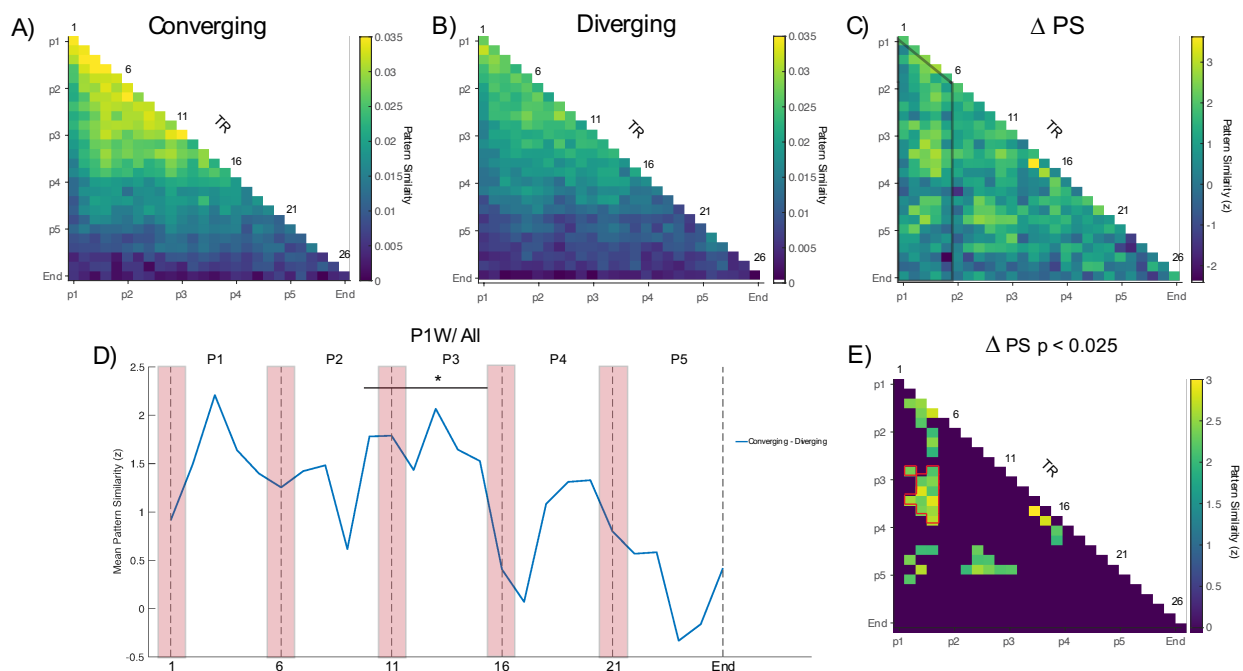 A) Converging
1
p1
p2
p3
p4
p5
End
6
11
TR
16
21
26
p1 p2 p3 p4 p5 End
0.035
0.03
0.025
0.02
0.015
0.01
0.005
0
Pattern Similarity
B) Diverging
1
p1
p2
p3
p4
p5
End
6
11
TR
16
21
26
p1 p2 p3 p4 p5 End
0.035
0.03
0.025
0.02
0.015
0.01
0.005
0
Pattern Similarity
C) Δ PS
1
p1
p2
p3
p4
p5
End
6
11
TR
16
21
26
p1 p2 p3 p4 p5 End
3
2
1
0
-1
-2
Pattern Similarity (z)
D) P1W/ All
P1 P2 P3 P4 P5
*
2.5
2
1.5
1
0.5
0
-0.5
Mean Pattern Similarity (z)
1 6 11 16 21 End
Converging - Diverging
E) Δ PS p < 0.025
1
p1
p2
p3
p4
p5
End
6
11
TR
16
21
26
p1 p2 p3 p4 p5 End
3
2.5
2
1.5
1
0.5
0
Pattern Similarity (z)